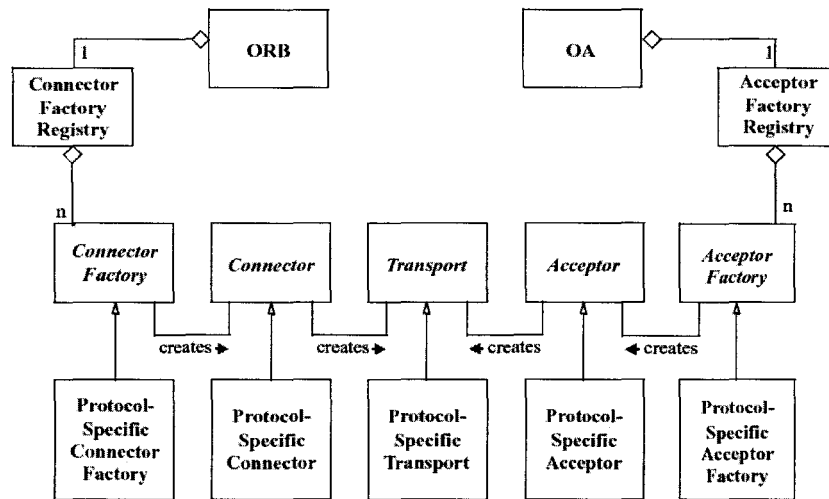 ORB
OA
1
1
Connector
Factory
Registry
Acceptor
Factory
Registry
n
n
Connector
Factory
Connector
Transport
Acceptor
Acceptor
Factory
creates
creates
creates
creates
Protocol-
Specific
Connector
Factory
Protocol-
Specific
Connector
Protocol-
Specific
Transport
Protocol-
Specific
Acceptor
Protocol-
Specific
Acceptor
Factory